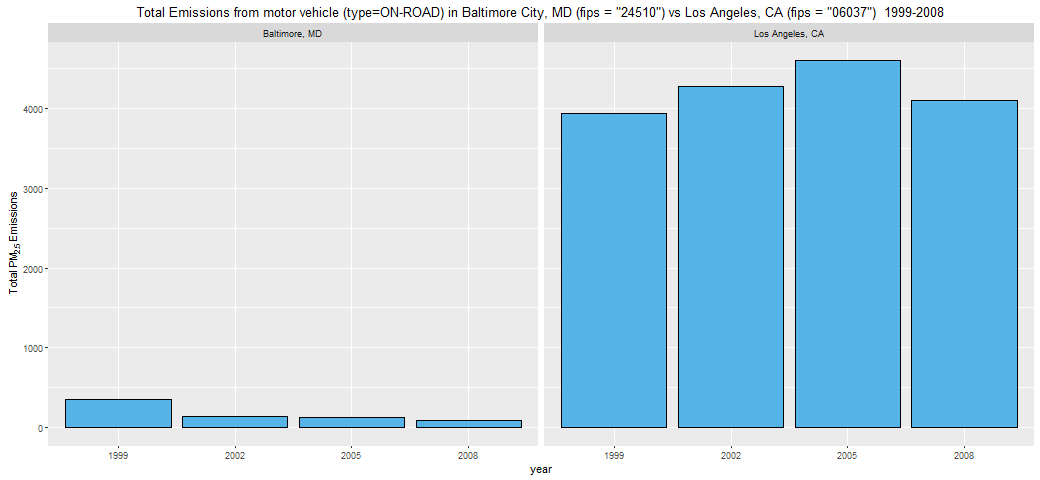 Total Emissions from motor vehicle (type=ON-ROAD) in Baltimore City, MD (fips = "24510") vs Los Angeles, CA (fips = "06037")  1999-2008
Baltimore, MD
Los Angeles, CA
Total PM2.5 Emissions
4000
3000
2000
1000
0
1999 2002 2005 2008
1999 2002 2005 2008
year